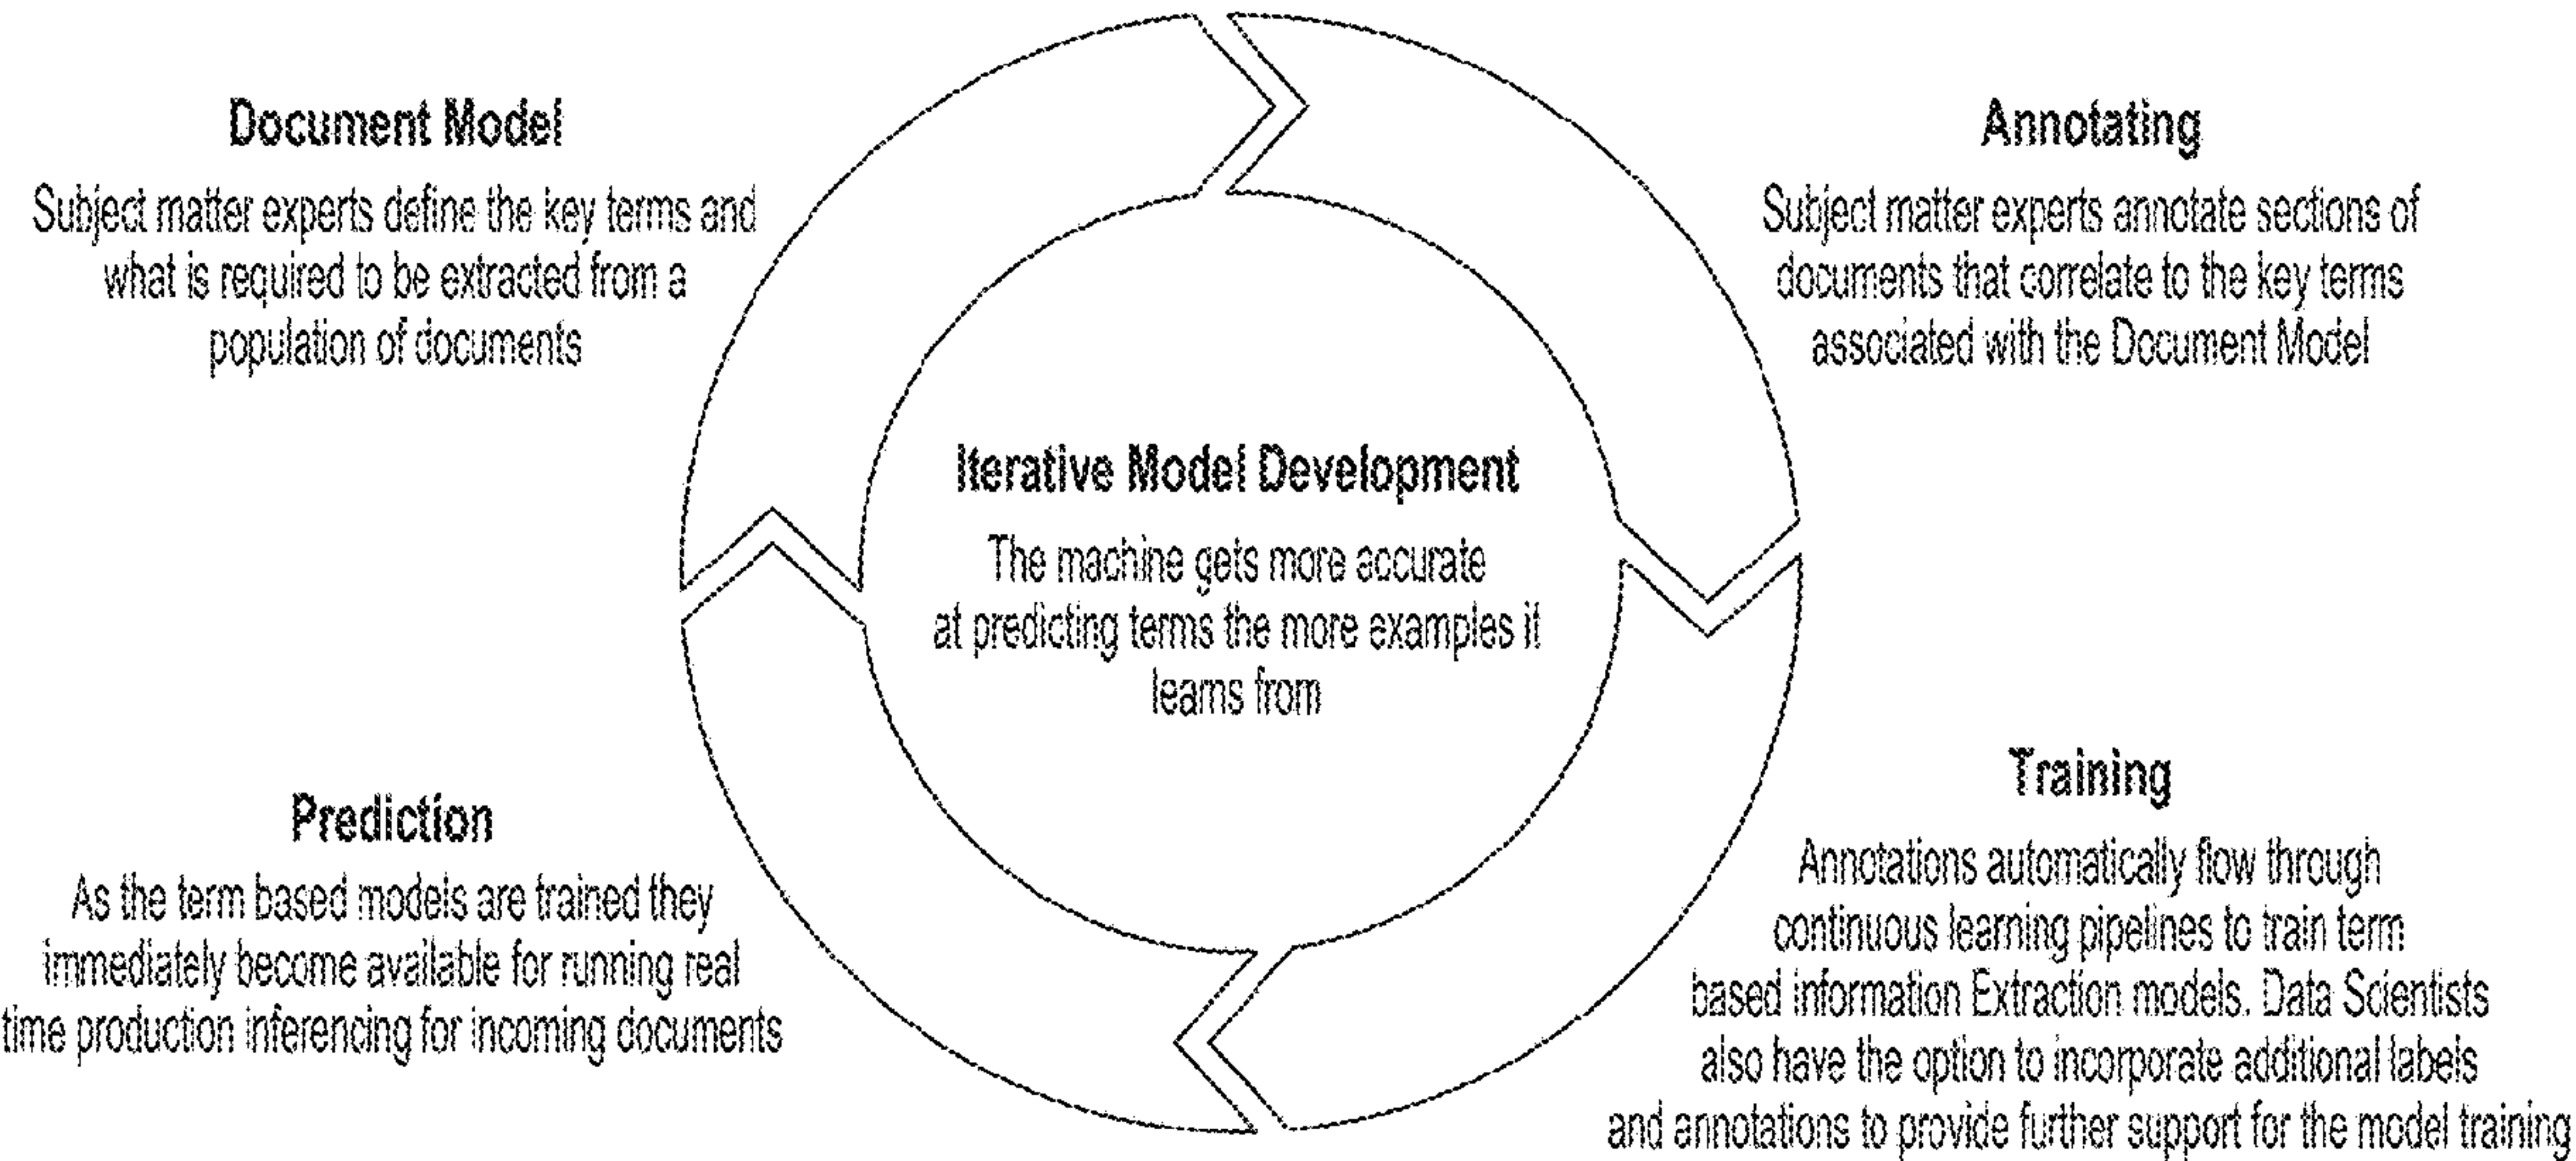 Document Model
Subject matter experts define the key terms and
what is required to be extracted from a
population of documents
Annotating
Subject matter experts annotate sections of
documents that correlate to the key terms
associated with the Document Model
Iterative Model Development
The machine gets more accurate
at predicting terms the more examples it
learns from
Training
Annotations automatically flow through
continuous learning pipelines to train term
based information Extraction models. Data Scientists
also have the option to incorporate additional labels
and annotations to provide further support for the model training
Prediction
As the term based models are trained they
immediately become available for running real
time production inferencing for incoming documents